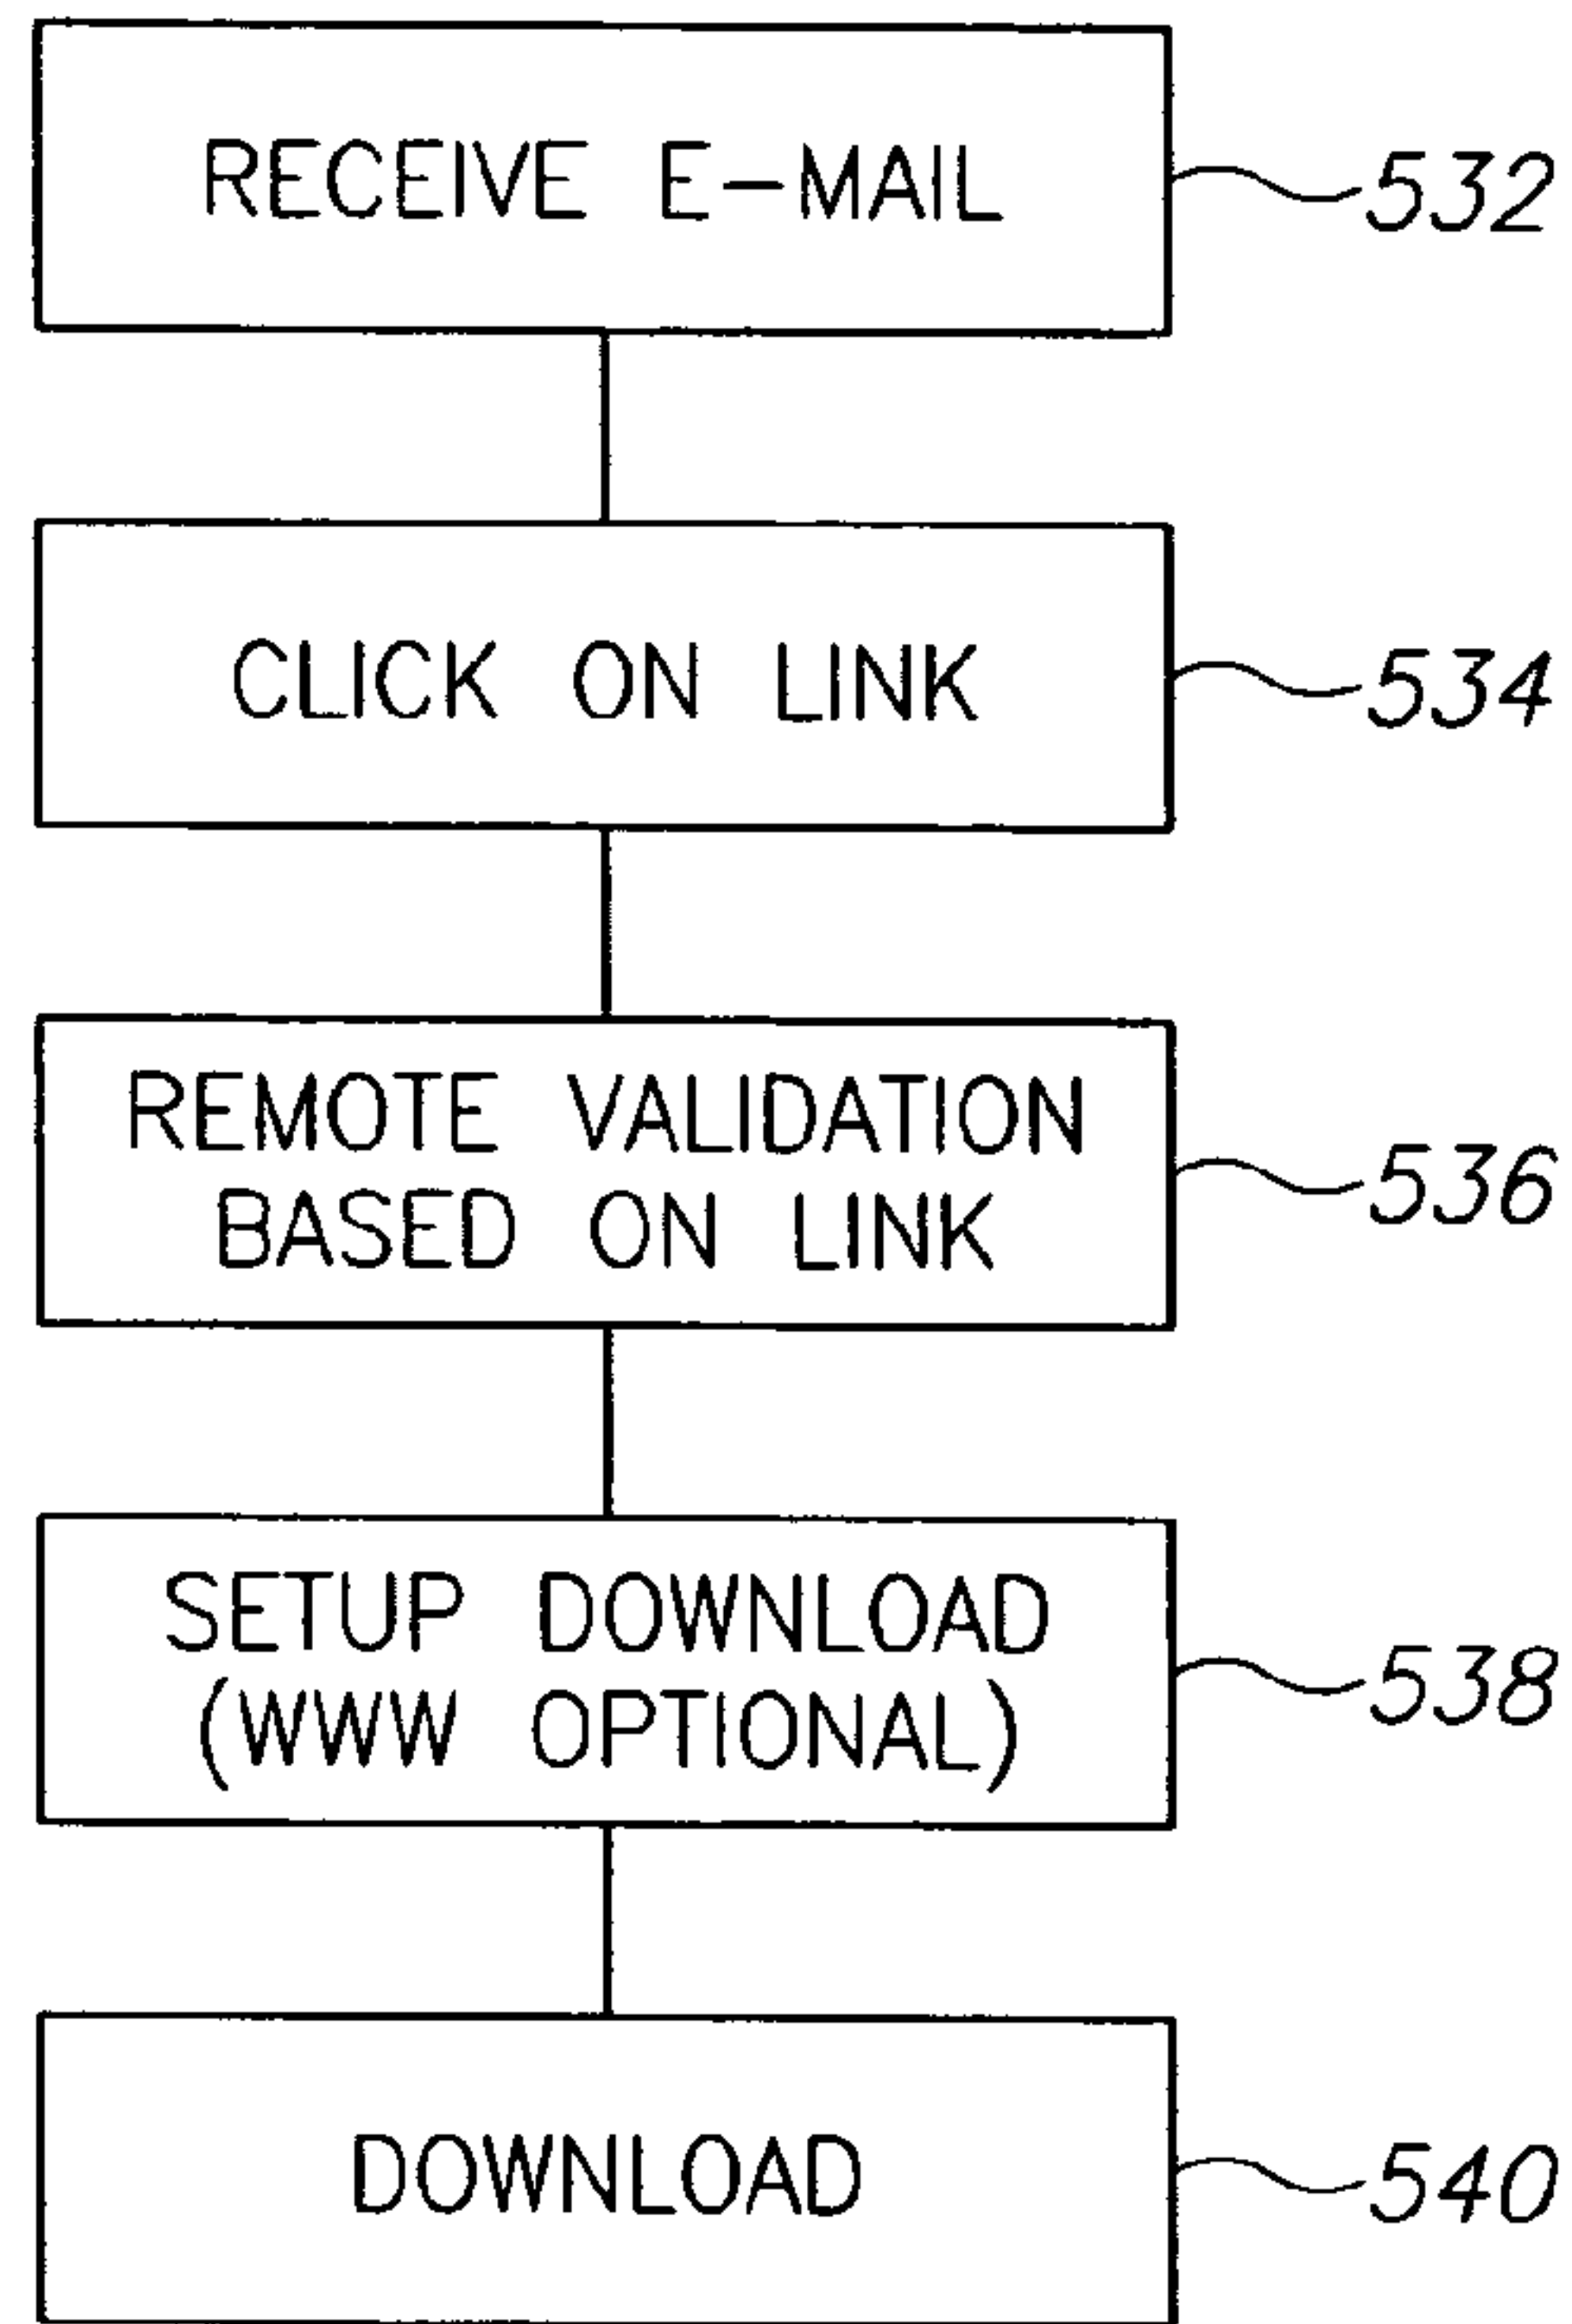 RECEIVE E-MAIL
532
CLICK ON LINK
534
REMOTE VALIDATION
BASED ON LINK
536
SETUP DOWNLOAD
(WWW OPTIONAL)
538
DOWNLOAD
540